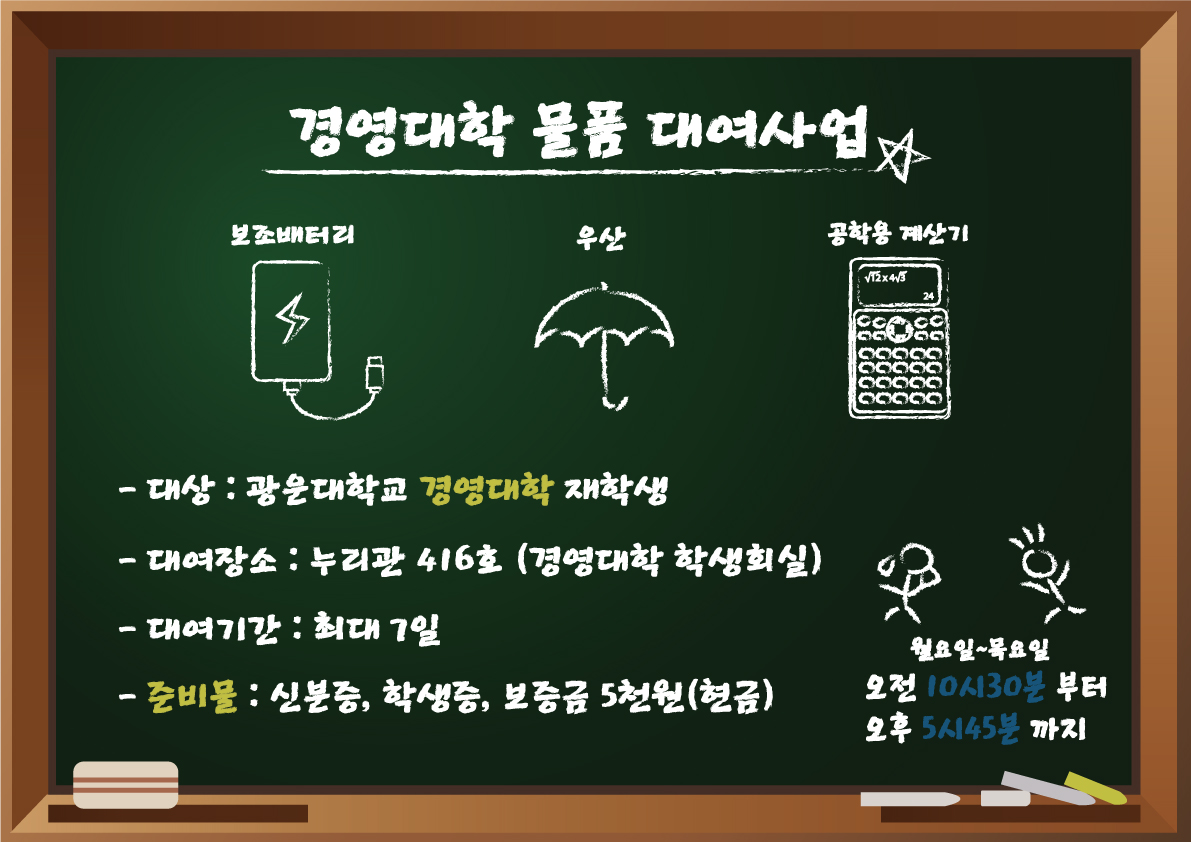 경영대학 물품 대여사업
보조배터리
우산
공학용 계산기
√12 x 4√3
24
- 대상 : 광운대학교 경영대학 재학생
- 대여장소 : 누리관 416호 (경영대학 학생회실)
- 대여기간 : 최대 7일
- 준비물 : 신분증, 학생증, 보증금 5천원(현금)
월요일~목요일
오전 10시30분 부터
오후 5시45분 까지